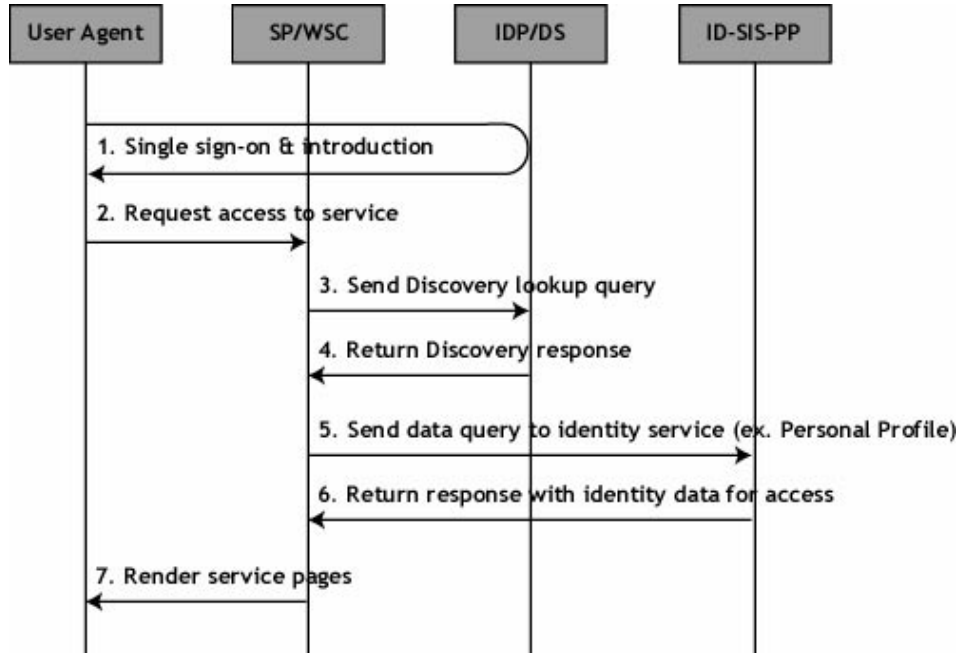 User Agent
SP/WSC
IDP/DS
ID-SIS-PP
1. Single sign-on & introduction
2. Request access to service
3. Send Discovery lookup query
4. Return Discovery response
5. Send data query to identity service (ex. Personal Profile)
6. Return response with identity data for access
7. Render service pages